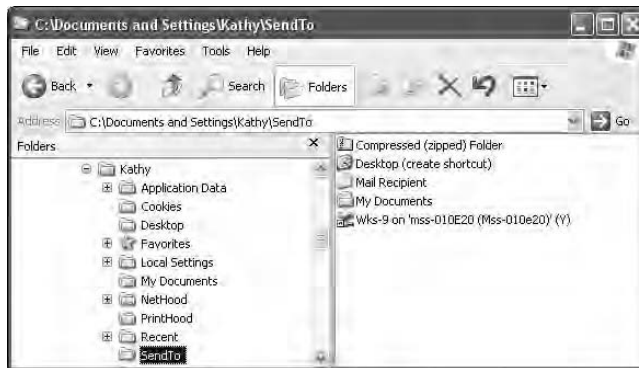 C:\Documents and Settings\Kathy\SendTo
File Edit View Favorites Tools Help
Back Search Folders
Address C:\Documents and Settings\Kathy\SendTo Go
Folders
Kathy
Application Data
Cookies
Desktop
Favorites
Local Settings
My Documents
NetHood
PrintHood
Recent
SendTo
Compressed (zipped) Folder
Desktop (create shortcut)
Mail Recipient
My Documents
Wks-9 on 'mss-010E20 (Mss-010e20)' (Y)